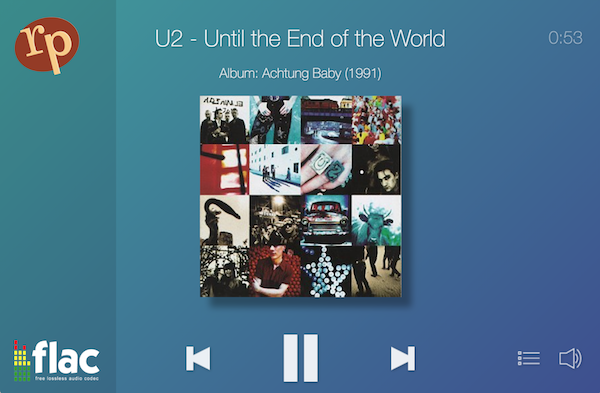 rp
U2 - Until the End of the World
0:53
Album: Achtung Baby (1991)
flac
free lossless audio codec